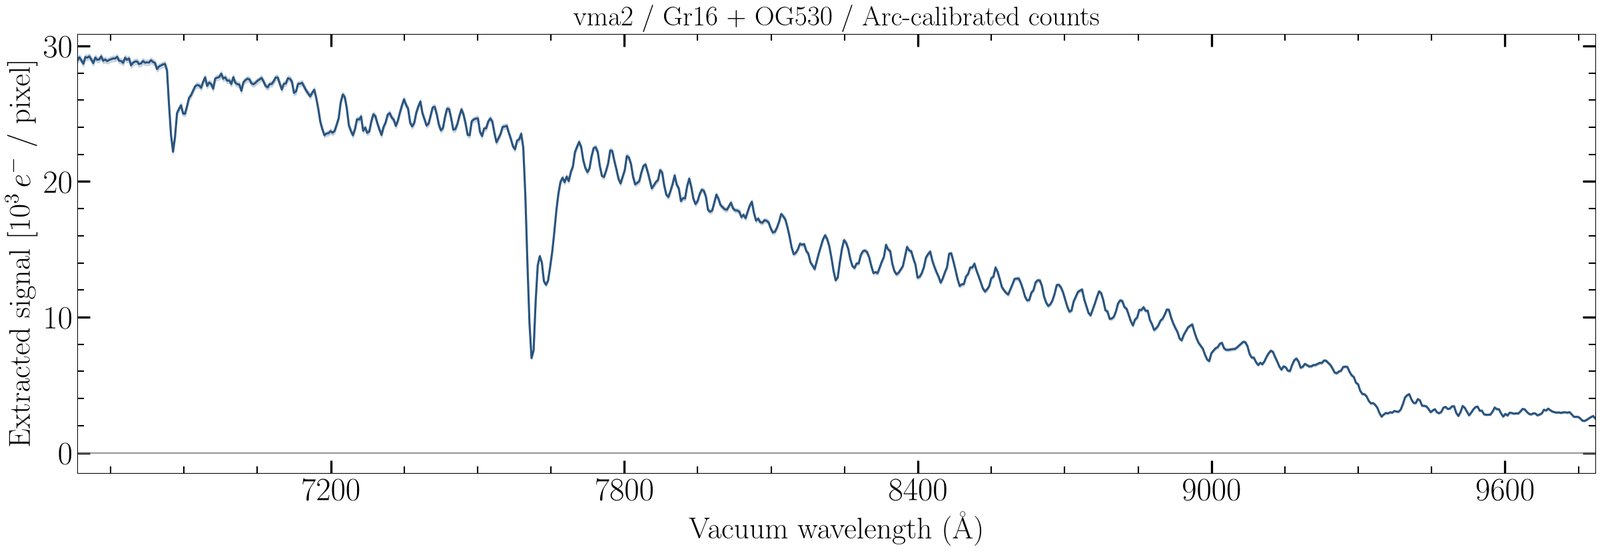 vma2 / Gr16 + OG530 / Arc-calibrated counts
Extracted signal [10³ e⁻ / pixel]
30
20
10
0
7200 7800 8400 9000 9600
Vacuum wavelength (Å)